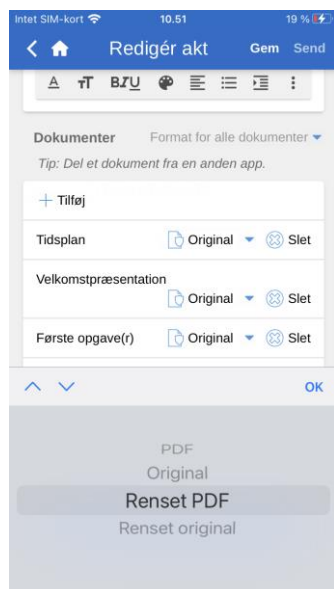 Intet SIM-kort 10.51 19 %
Redigér akt Gem Send
A TT BIU
Dokumenter Format for alle dokumenter
Tip: Del et dokument fra en anden app.
+ Tilføj
Tidsplan Original Slet
Velkomstpræsentation
Original Slet
Første opgave(r) Original Slet
OK
PDF
Original
Renset PDF
Renset original